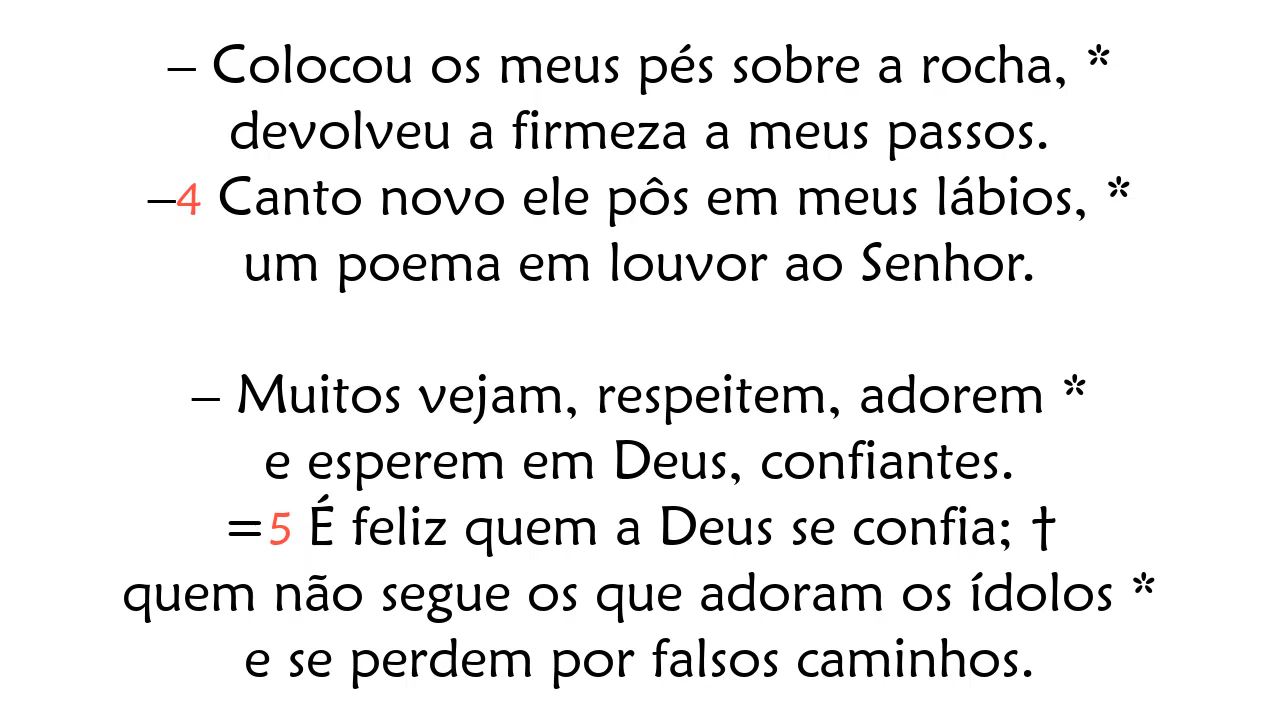 – Colocou os meus pés sobre a rocha, *
devolveu a firmeza a meus passos.
–4 Canto novo ele pôs em meus lábios, *
um poema em louvor ao Senhor.
– Muitos vejam, respeitem, adorem *
e esperem em Deus, confiantes.
=5 É feliz quem a Deus se confia; †
quem não segue os que adoram os ídolos *
e se perdem por falsos caminhos.